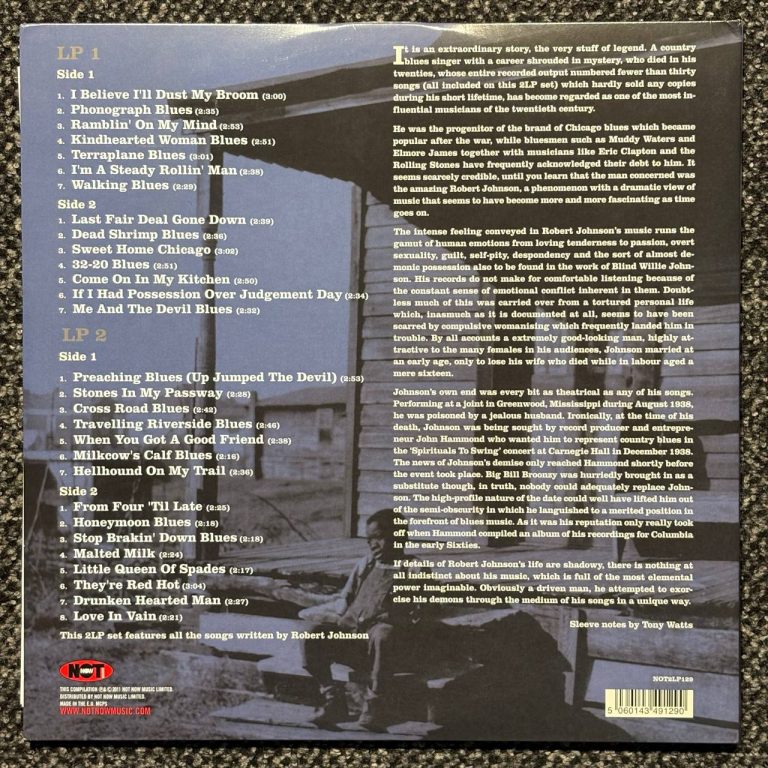 LP 1
Side 1
1. I Believe I'll Dust My Broom (3:00)
2. Phonograph Blues (2:35)
3. Ramblin' On My Mind (2:53)
4. Kindhearted Woman Blues (2:51)
5. Terraplane Blues (3:01)
6. I'm A Steady Rollin' Man (2:38)
7. Walking Blues (2:29)
Side 2
1. Last Fair Deal Gone Down (2:39)
2. Dead Shrimp Blues (2:36)
3. Sweet Home Chicago (3:02)
4. 32-20 Blues (2:51)
5. Come On In My Kitchen (2:50)
6. If I Had Possession Over Judgement Day (2:34)
7. Me And The Devil Blues (2:32)
LP 2
Side 1
1. Preaching Blues (Up Jumped The Devil) (2:53)
2. Stones In My Passway (2:28)
3. Cross Road Blues (2:42)
4. Travelling Riverside Blues (2:46)
5. When You Got A Good Friend (2:38)
6. Milkcow's Calf Blues (2:16)
7. Hellhound On My Trail (2:36)
Side 2
1. From Four 'Til Late (2:25)
2. Honeymoon Blues (2:18)
3. Stop Brakin' Down Blues (2:18)
4. Malted Milk (2:24)
5. Little Queen Of Spades (2:17)
6. They're Red Hot (3:04)
7. Drunken Hearted Man (2:27)
8. Love In Vain (2:21)
This 2LP set features all the songs written by Robert Johnson
NOT NOW
THIS COMPILATION ℗&© 2011 NOT NOW MUSIC LIMITED.
DISTRIBUTED BY NOT NOW MUSIC LIMITED.
MADE IN THE E.U. MCPS
WWW.NOTNOWMUSIC.COM
It is an extraordinary story, the very stuff of legend. A country
blues singer with a career shrouded in mystery, who died in his
twenties, whose entire recorded output numbered fewer than thirty
songs (all included on this 2LP set) which hardly sold any copies
during his short lifetime, has become regarded as one of the most in-
fluential musicians of the twentieth century.
He was the progenitor of the brand of Chicago blues which became
popular after the war, while bluesmen such as Muddy Waters and
Elmore James together with musicians like Eric Clapton and the
Rolling Stones have frequently acknowledged their debt to him. It
seems scarcely credible, until you learn that the man concerned was
the amazing Robert Johnson, a phenomenon with a dramatic view of
music that seems to have become more and more fascinating as time
goes on.
The intense feeling conveyed in Robert Johnson's music runs the
gamut of human emotions from loving tenderness to passion, overt
sexuality, guilt, self-pity, despondency and the sort of almost de-
monic possession also to be found in the work of Blind Willie John-
son. His records do not make for comfortable listening because of
the constant sense of emotional conflict inherent in them. Doubt-
less much of this was carried over from a tortured personal life
which, inasmuch as it is documented at all, seems to have been
scarred by compulsive womanising which frequently landed him in
trouble. By all accounts a extremely good-looking man, highly at-
tractive to the many females in his audiences, Johnson married at
an early age, only to lose his wife who died while in labour aged a
mere sixteen.
Johnson's own end was every bit as theatrical as any of his songs.
Performing at a joint in Greenwood, Mississippi during August 1938,
he was poisoned by a jealous husband. Ironically, at the time of his
death, Johnson was being sought by record producer and entrepre-
neur John Hammond who wanted him to represent country blues in
the 'Spirituals To Swing' concert at Carnegie Hall in December 1938.
The news of Johnson's demise only reached Hammond shortly before
the event took place. Big Bill Broonzy was hurriedly brought in as a
substitute though, in truth, nobody could adequately replace John-
son. The high-profile nature of the date could well have lifted him out
of the semi-obscurity in which he languished to a merited position in
the forefront of blues music. As it was his reputation only really took
off when Hammond compiled an album of his recordings for Columbia
in the early Sixties.
If details of Robert Johnson's life are shadowy, there is nothing at
all indistinct about his music, which is full of the most elemental
power imaginable. Obviously a driven man, he attempted to exor-
cise his demons through the medium of his songs in a unique way.
Sleeve notes by Tony Watts
NOT2LP129
5 060143 491290